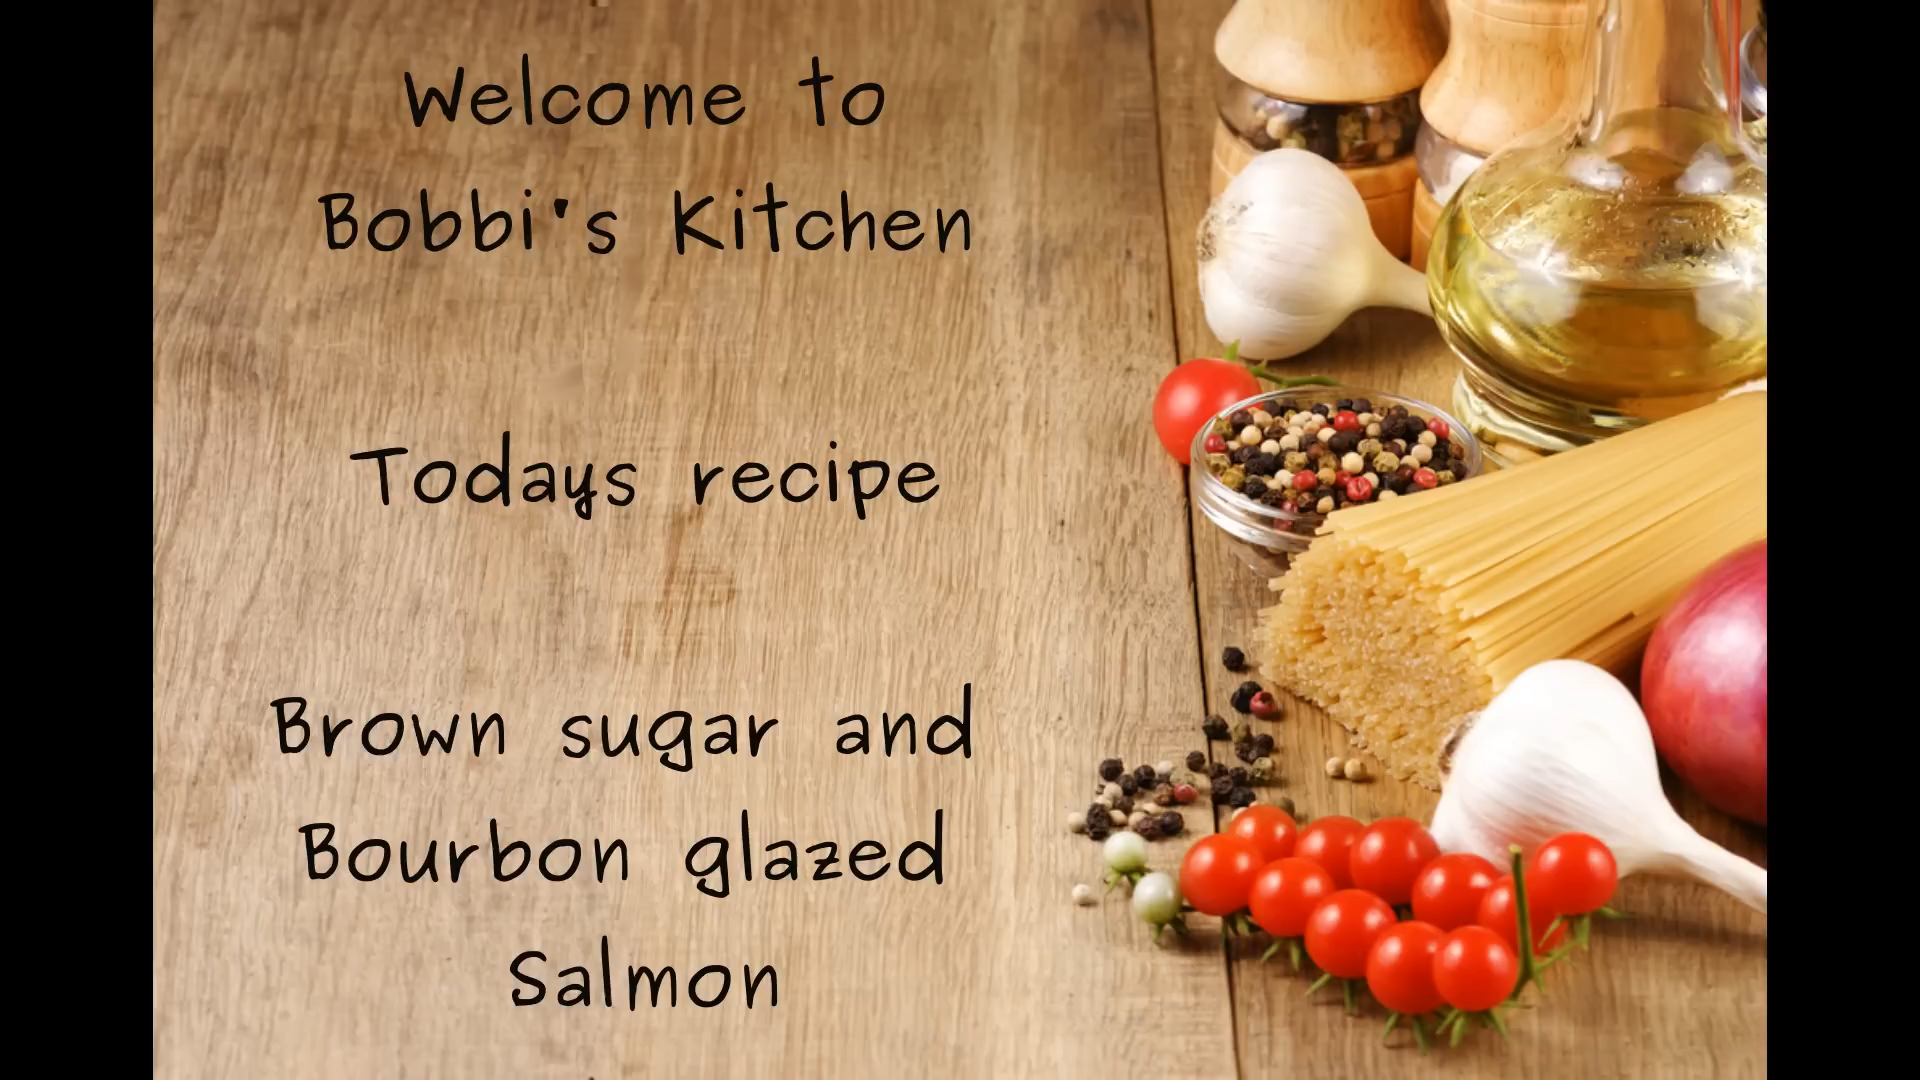 Welcome to
Bobbi's Kitchen
Todays recipe
Brown sugar and
Bourbon glazed
Salmon